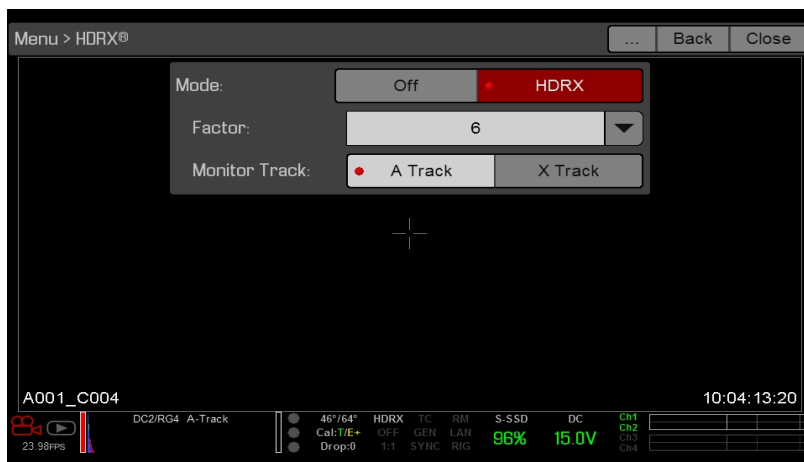 Menu > HDRX®
... Back Close
Mode: Off HDRX
Factor: 6
Monitor Track: A Track X Track
A001_C004 10:04:13:20
DC2/RG4 A-Track 46°/64° HDRX TC RM S-SSD DC Ch1
Cal:T/E+ OFF GEN LAN 96% 15.0V Ch2
23.98FPS Drop:0 1:1 SYNC RIG Ch3
Ch4